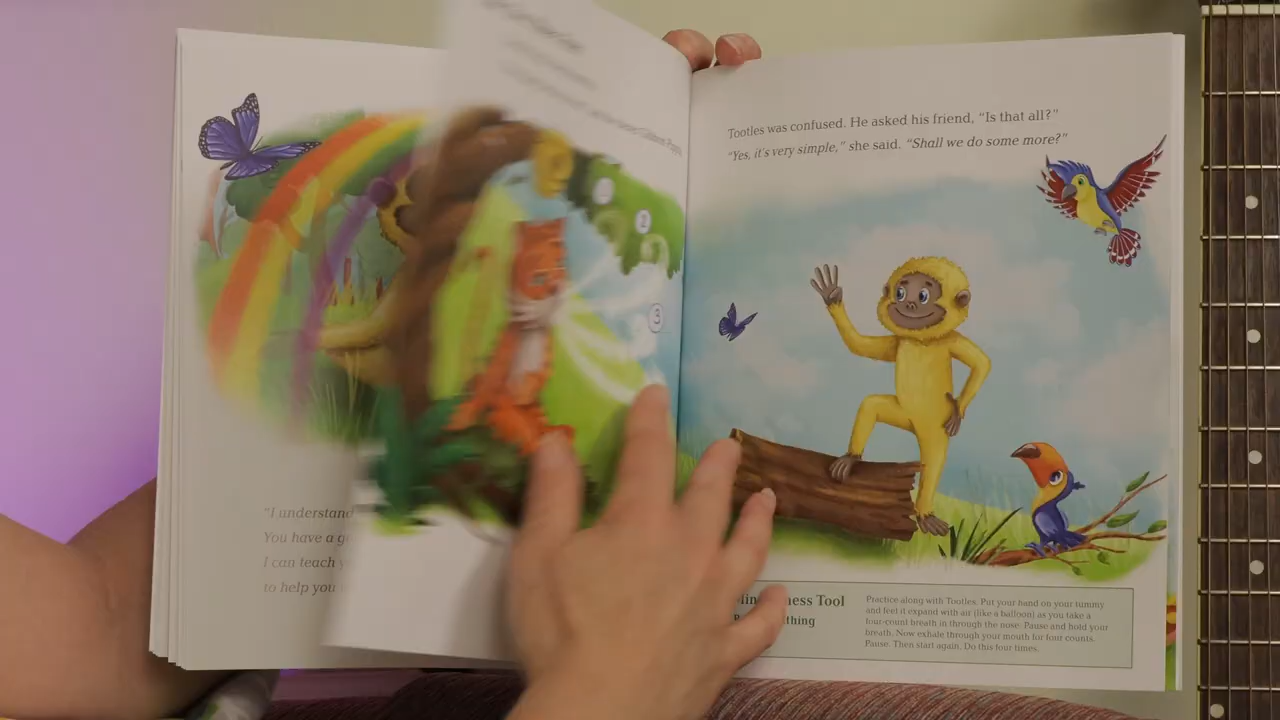 ②
③
"I understand
You have a
I can teach
to help you
Tootles was confused. He asked his friend, "Is that all?"
"Yes, it's very simple," she said. "Shall we do some more?"
Tool
Practice along with Tootles. Put your hand on your tummy
and feel it expand with air (like a balloon) as you take a
four-count breath in through the nose. Pause and hold your
breath. Now exhale through your mouth for four counts.
Pause. Then start again. Do this four times.